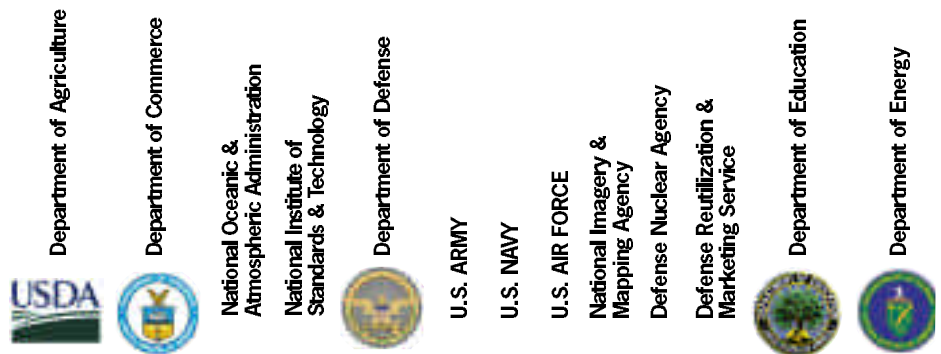 Department of Agriculture
USDA
Department of Commerce
National Oceanic &
Atmospheric Administration
National Institute of
Standards & Technology
Department of Defense
U.S. ARMY
U.S. NAVY
U.S. AIR FORCE
National Imagery &
Mapping Agency
Defense Nuclear Agency
Defense Reutilization &
Marketing Service
Department of Education
Department of Energy